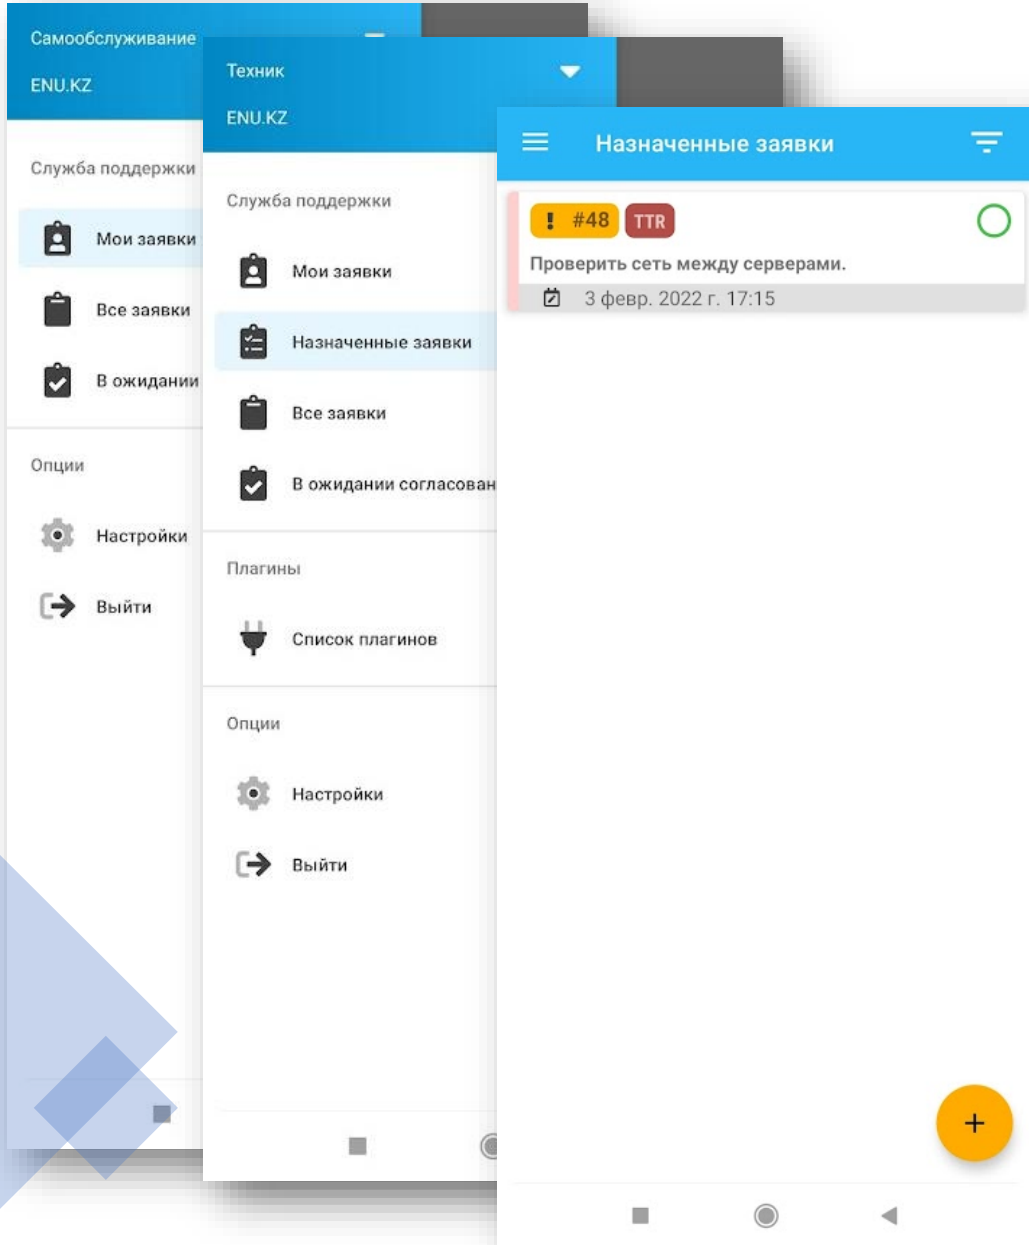 Самообслуживание
ENU.KZ
Служба поддержки
Мои заявки
Все заявки
В ожидании
Опции
Настройки
Выйти
Техник
ENU.KZ
Служба поддержки
Мои заявки
Назначенные заявки
Все заявки
В ожидании согласован
Плагины
Список плагинов
Опции
Настройки
Выйти
Назначенные заявки
! #48 TTR
Проверить сеть между серверами.
3 февр. 2022 г. 17:15
+